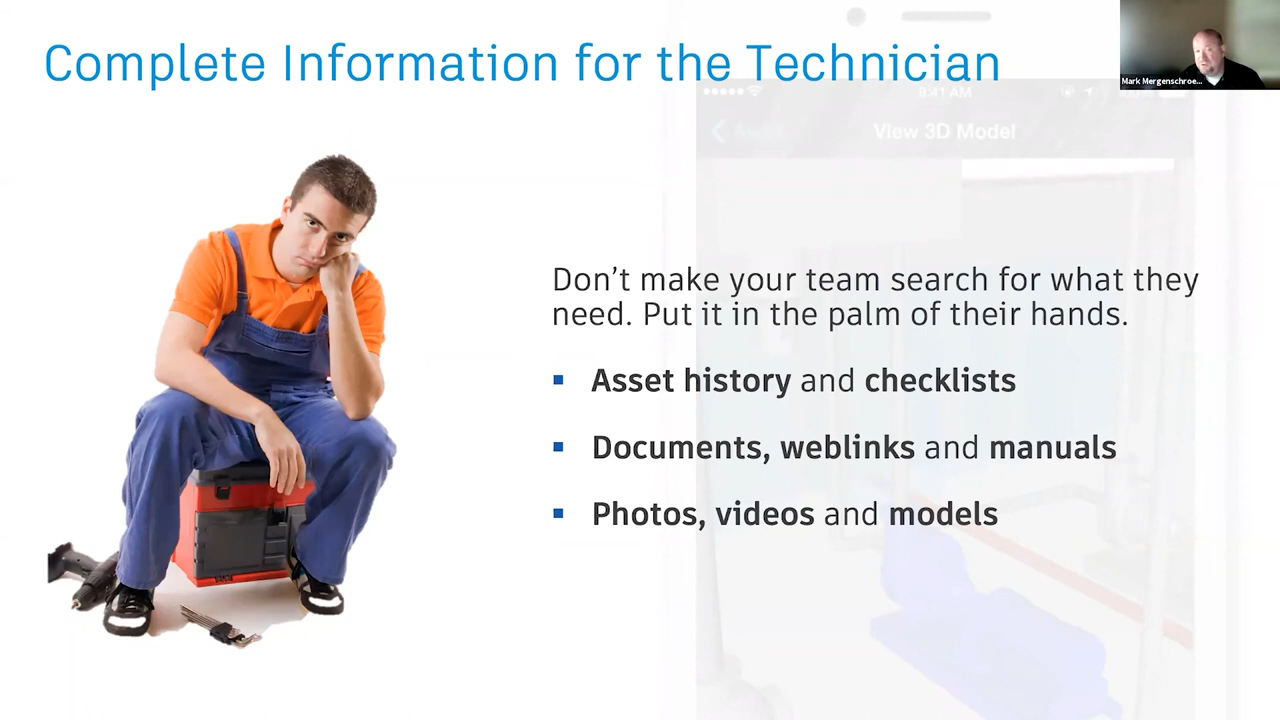 Complete Information for the Technician
Mark Mergenschroe...
9:41 AM
View 3D Model
Don't make your team search for what they
need. Put it in the palm of their hands.
▪ Asset history and checklists
▪ Documents, weblinks and manuals
▪ Photos, videos and models